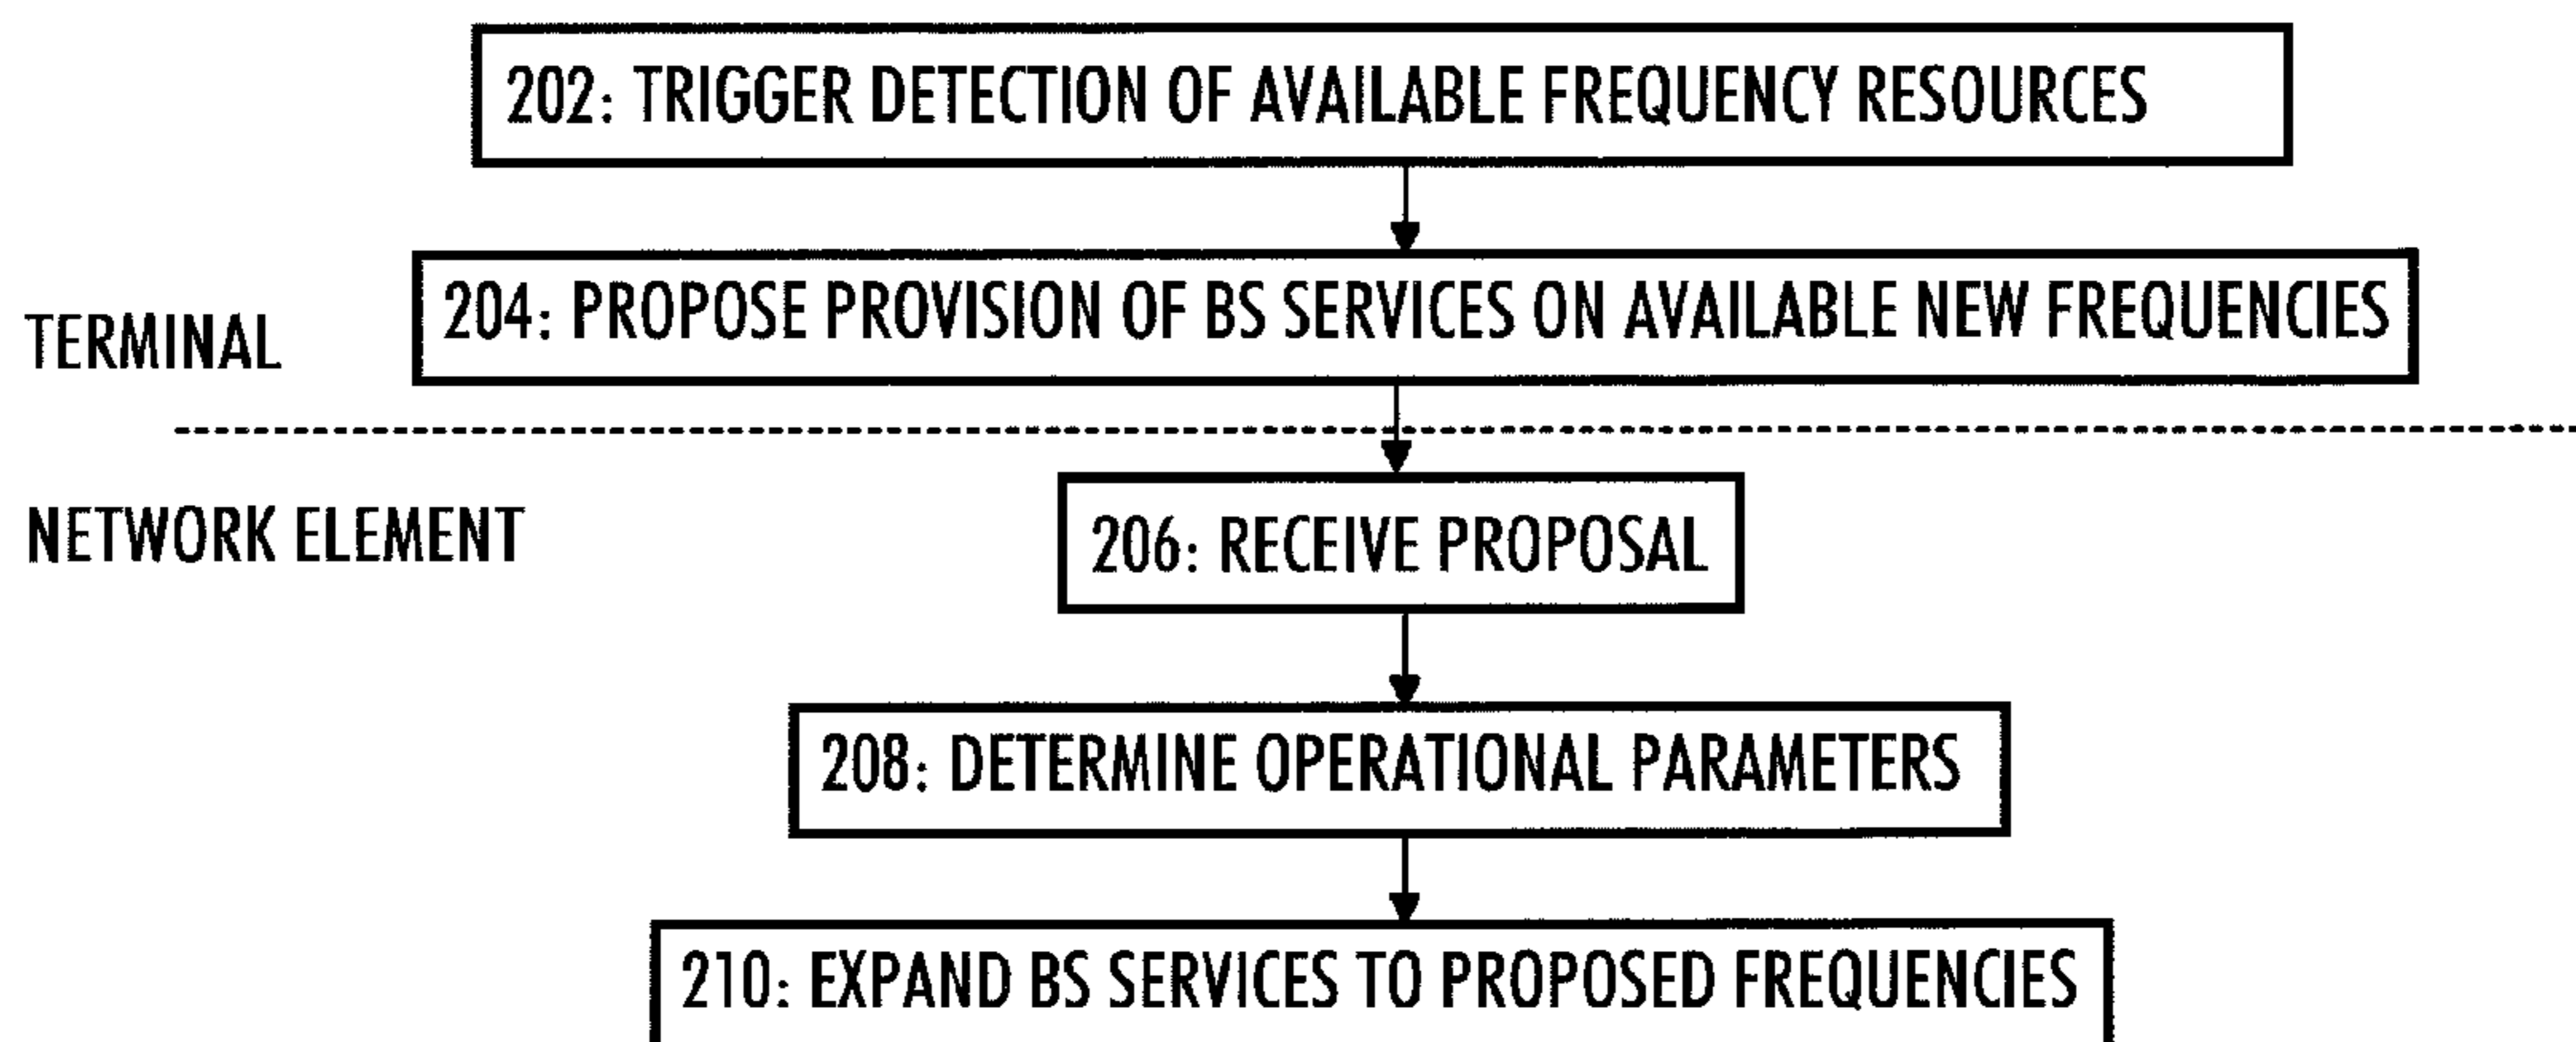 202: TRIGGER DETECTION OF AVAILABLE FREQUENCY RESOURCES
204: PROPOSE PROVISION OF BS SERVICES ON AVAILABLE NEW FREQUENCIES
TERMINAL
NETWORK ELEMENT
206: RECEIVE PROPOSAL
208: DETERMINE OPERATIONAL PARAMETERS
210: EXPAND BS SERVICES TO PROPOSED FREQUENCIES